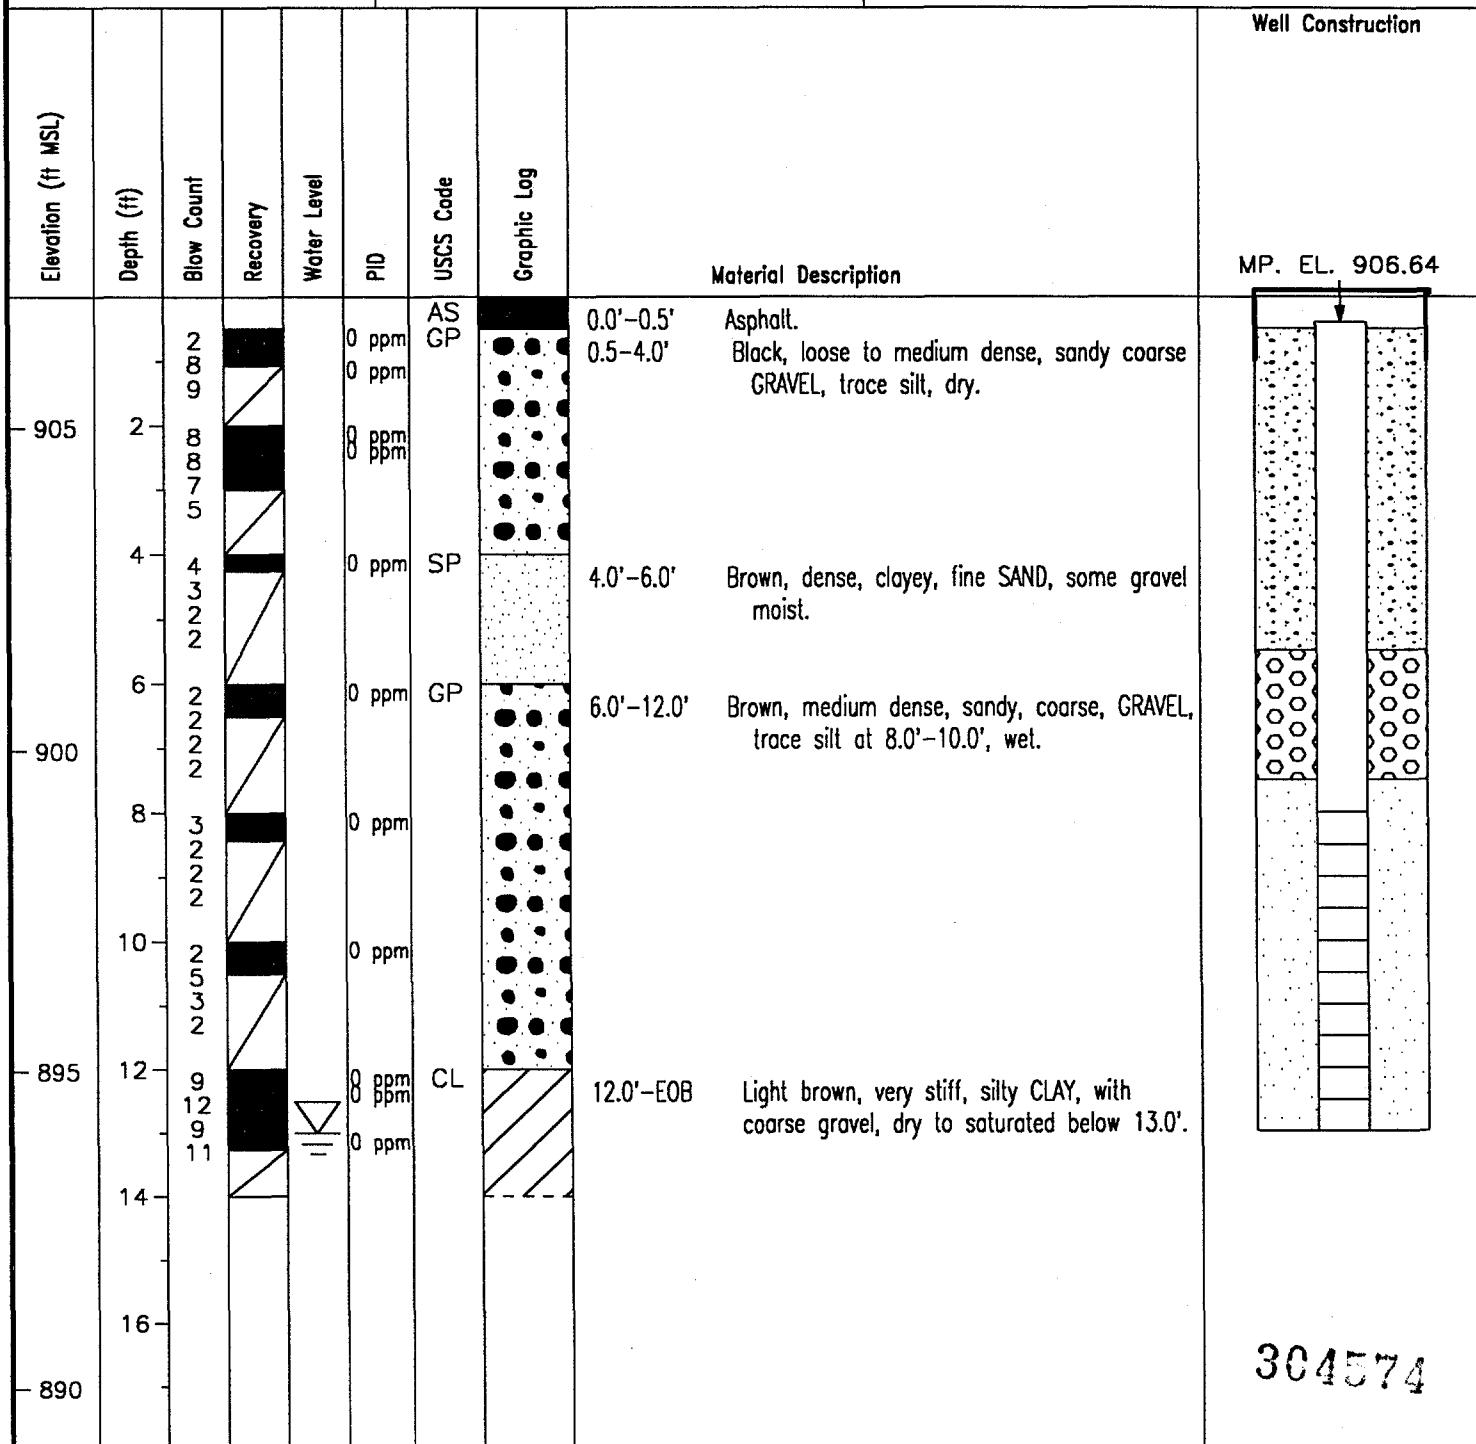 Well Construction
Elevation (ft MSL)
Depth (ft)
Blow Count
Recovery
Water Level
PID
USCS Code
Graphic Log
Material Description
MP. EL. 906.64
AS
0.0'-0.5' Asphalt.
2 0 ppm GP
0.5-4.0' Black, loose to medium dense, sandy coarse
8 0 ppm
9
GRAVEL, trace silt, dry.
905 2
8 0 ppm
8 0 ppm
7
5
4
4 0 ppm SP
4.0'-6.0' Brown, dense, clayey, fine SAND, some gravel
3
moist.
2
2
6
2 0 ppm GP
6.0'-12.0' Brown, medium dense, sandy, coarse, GRAVEL,
2
trace silt at 8.0'-10.0', wet.
900
2
2
8
3 0 ppm
2
2
2
10
2 0 ppm
5
3
2
895 12
9 0 ppm CL
0 ppm
12.0'-EOB Light brown, very stiff, silty CLAY, with
12
coarse gravel, dry to saturated below 13.0'.
9
11 0 ppm
14
16
304574
890